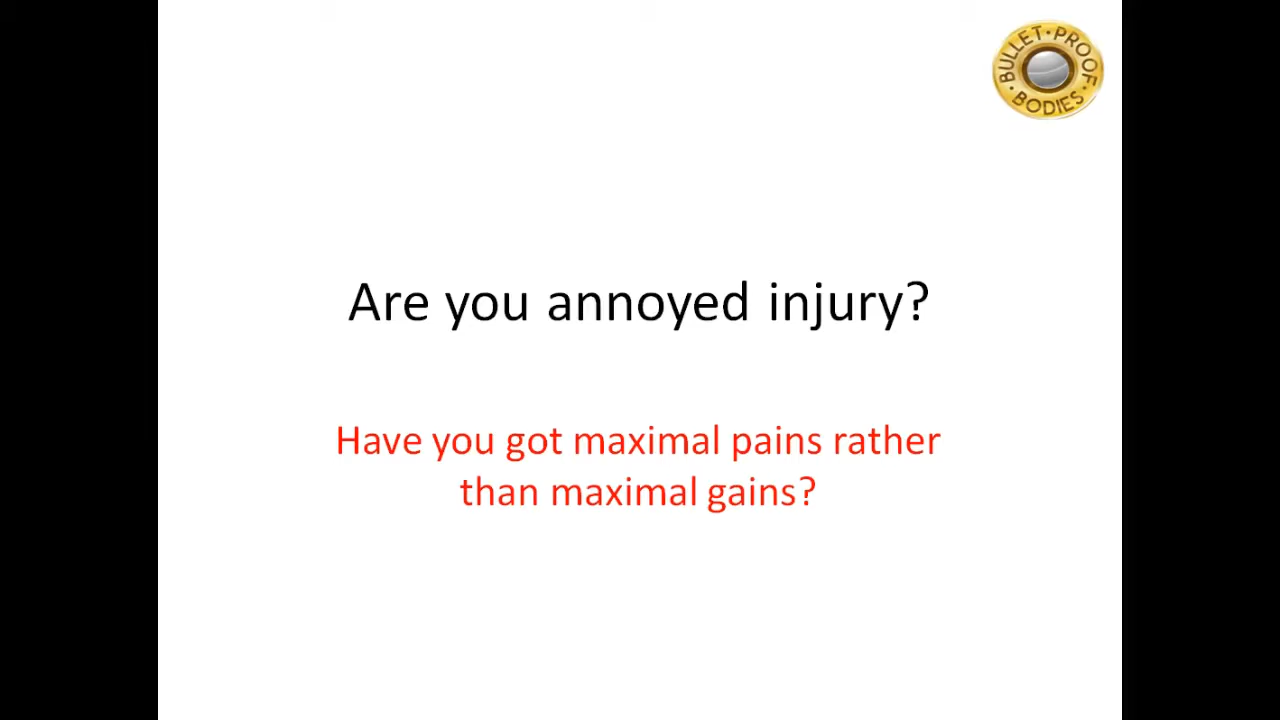 BULLET·PROOF
·BODIES·
Are you annoyed injury?
Have you got maximal pains rather
than maximal gains?